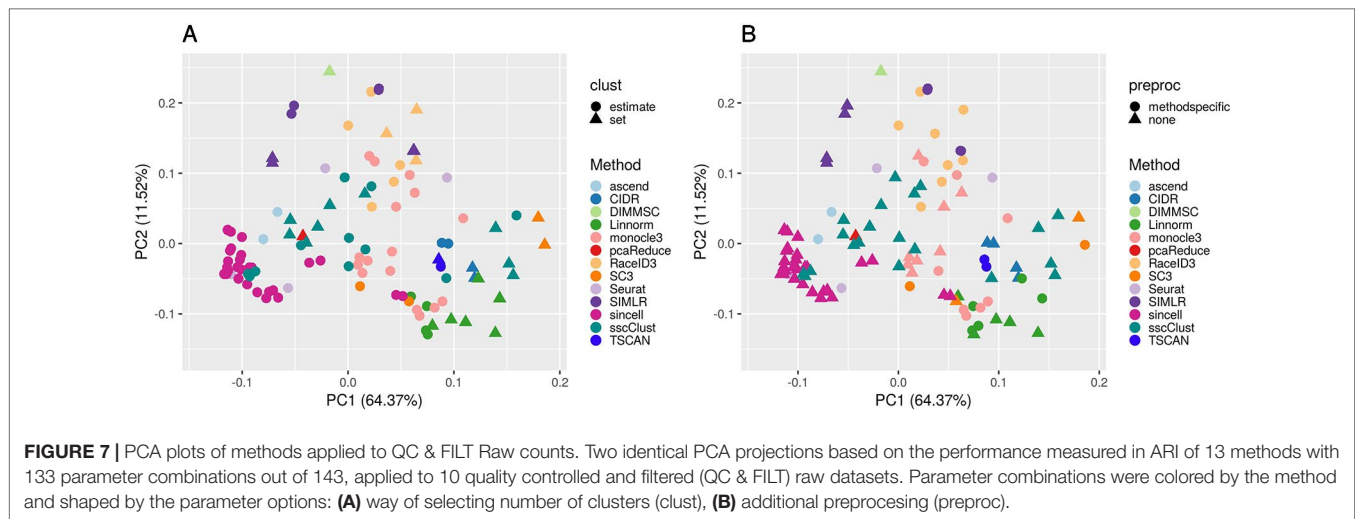 A
PC2 (11.52%)
0.2
0.1
0.0
-0.1
-0.1
0.0
0.1
0.2
PC1 (64.37%)
clust
estimate
set
Method
ascend
CIDR
DIMMSC
Linnorm
monocle3
pcaReduce
RaceID3
SC3
Seurat
SIMLR
sincell
sscClust
TSCAN
B
PC2 (11.52%)
0.2
0.1
0.0
-0.1
-0.1
0.0
0.1
0.2
PC1 (64.37%)
preproc
methodspecific
none
Method
ascend
CIDR
DIMMSC
Linnorm
monocle3
pcaReduce
RaceID3
SC3
Seurat
SIMLR
sincell
sscClust
TSCAN
FIGURE 7 | PCA plots of methods applied to QC & FILT Raw counts. Two identical PCA projections based on the performance measured in ARI of 13 methods with
133 parameter combinations out of 143, applied to 10 quality controlled and filtered (QC & FILT) raw datasets. Parameter combinations were colored by the method
and shaped by the parameter options: (A) way of selecting number of clusters (clust), (B) additional preprocesing (preproc).